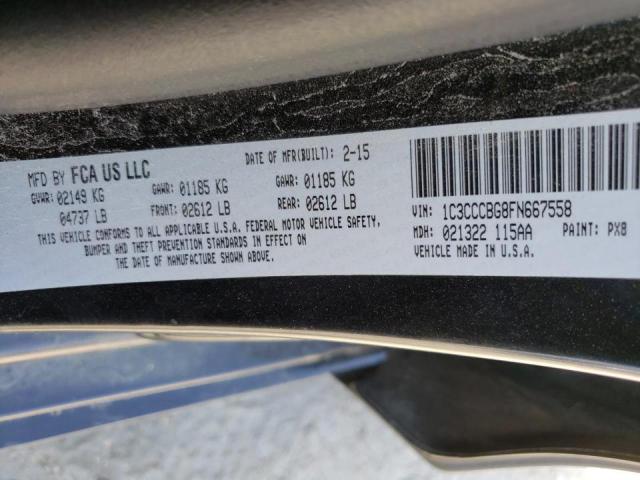 MFD BY FCA US LLC DATE OF MFR(BUILT): 2-15
GVWR: 02149 KG GAWR: 01185 KG GAWR: 01185 KG
04737 LB FRONT: 02612 LB REAR: 02612 LB
THIS VEHICLE CONFORMS TO ALL APPLICABLE U.S.A. FEDERAL MOTOR VEHICLE SAFETY,
BUMPER AND THEFT PREVENTION STANDARDS IN EFFECT ON
THE DATE OF MANUFACTURE SHOWN ABOVE.
VIN: 1C3CCCBG8FN667558
MDH: 021322 115AA PAINT: PX8
VEHICLE MADE IN U.S.A.